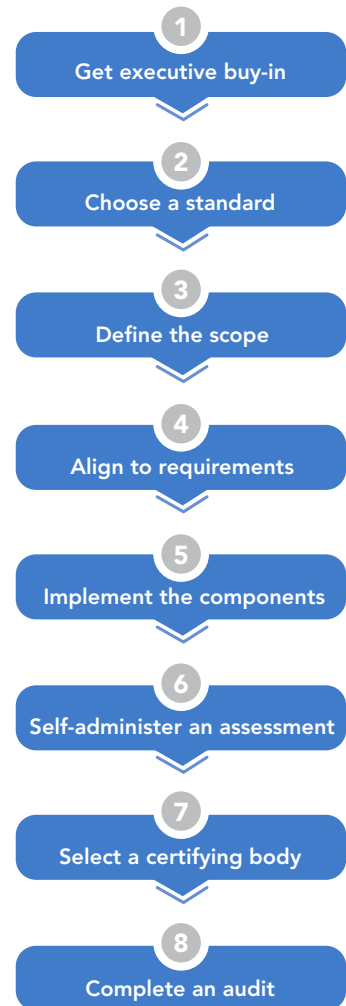 1
Get executive buy-in
2
Choose a standard
3
Define the scope
4
Align to requirements
5
Implement the components
6
Self-administer an assessment
7
Select a certifying body
8
Complete an audit